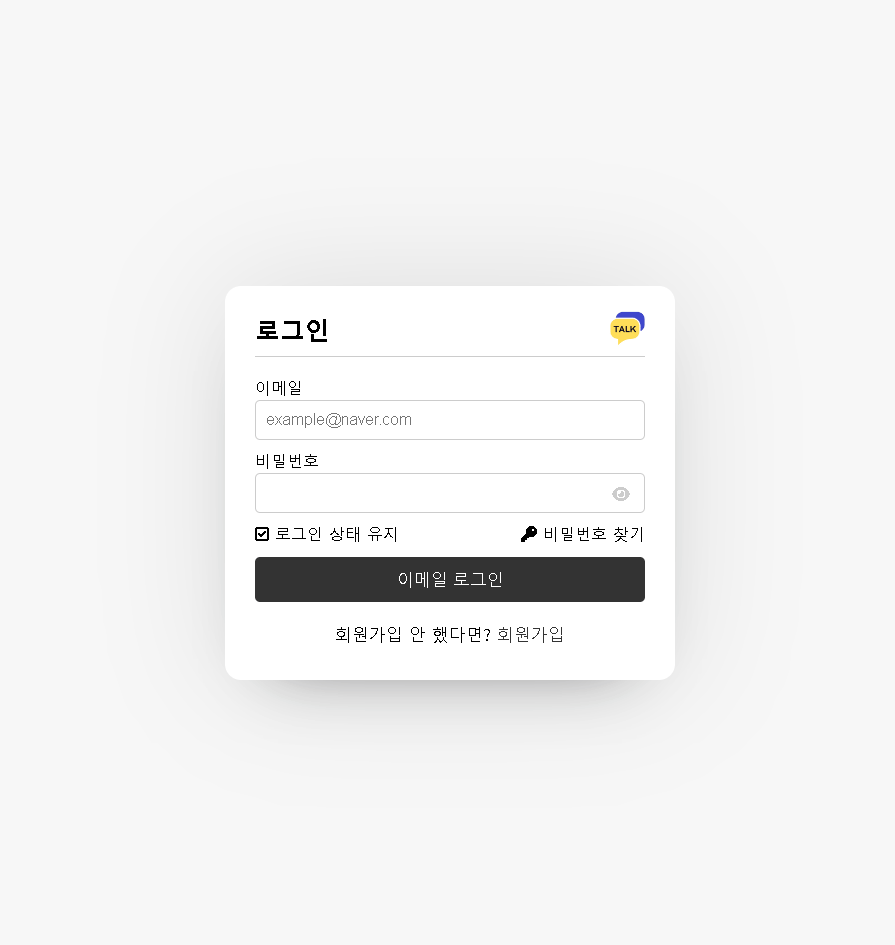 로그인
TALK
이메일
example@naver.com
비밀번호
로그인 상태 유지
비밀번호 찾기
이메일 로그인
회원가입 안 했다면? 회원가입